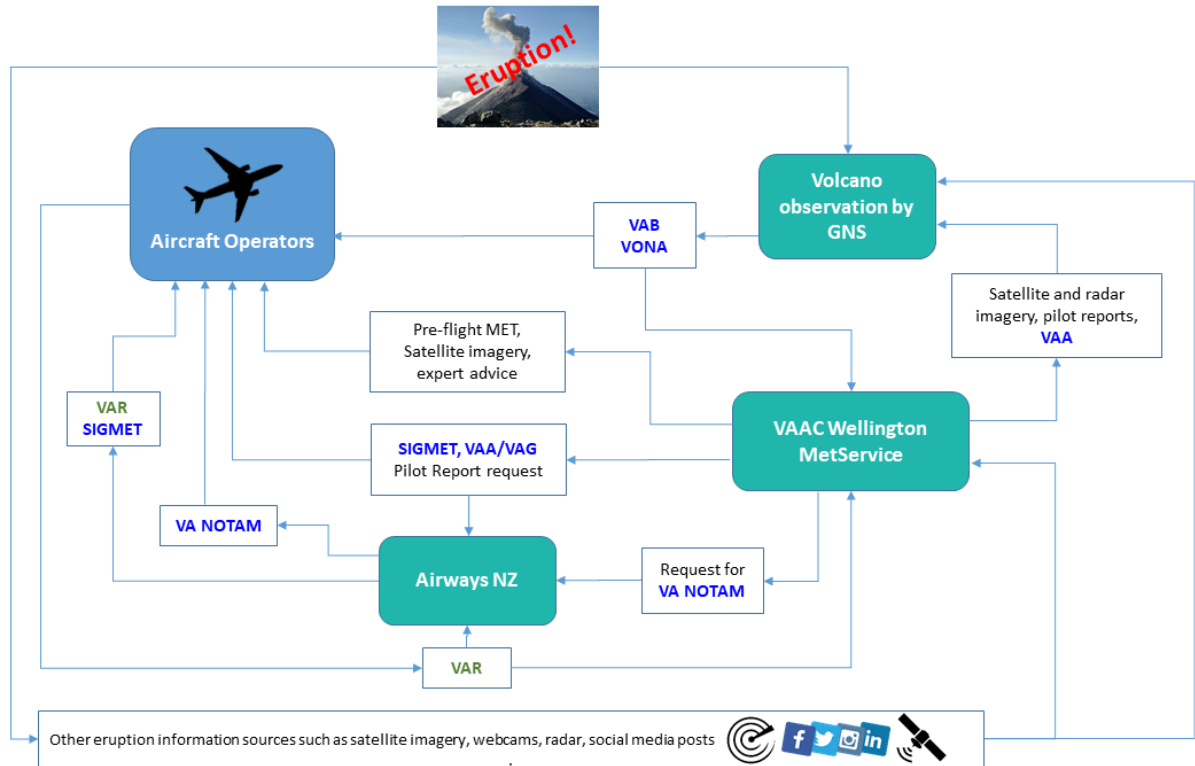 Eruption!
Aircraft Operators
Volcano
observation by
GNS
VAB
VONA
Satellite and radar
imagery, pilot reports,
VAA
Pre-flight MET,
Satellite imagery,
expert advice
VAR
SIGMET
VAAC Wellington
MetService
SIGMET, VAA/VAG
Pilot Report request
VA NOTAM
Airways NZ
Request for
VA NOTAM
VAR
Other eruption information sources such as satellite imagery, webcams, radar, social media posts
f
in